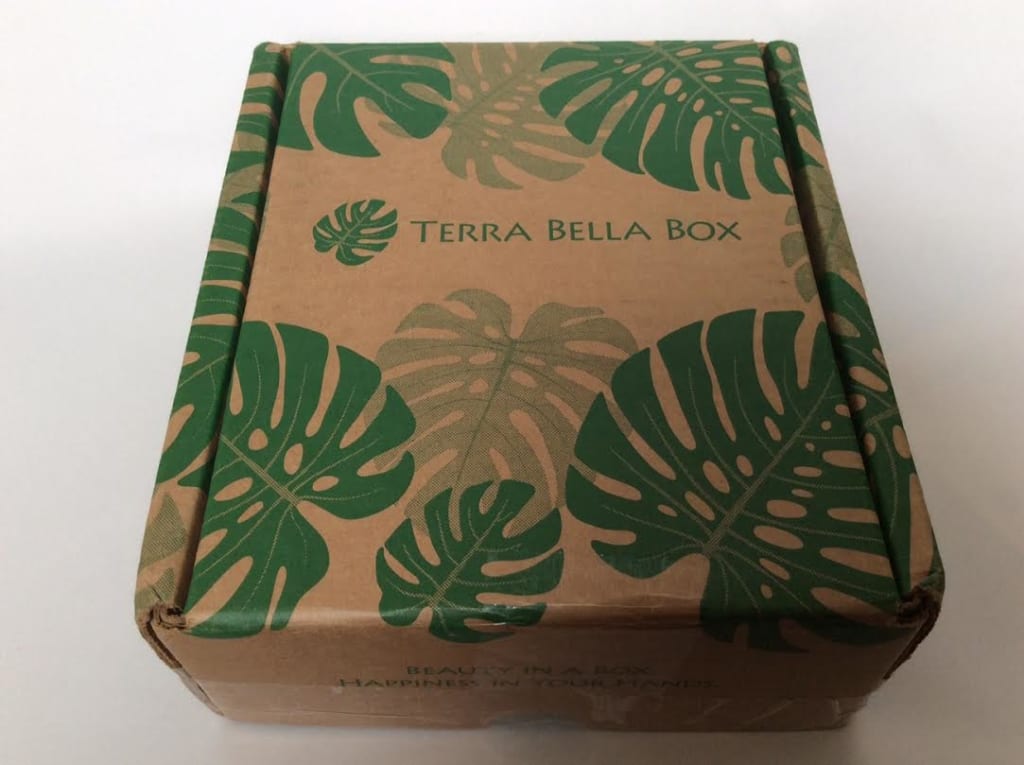 TERRA BELLA BOX
BEAUTY IN A BOX.
HAPPINESS IN YOUR HANDS.